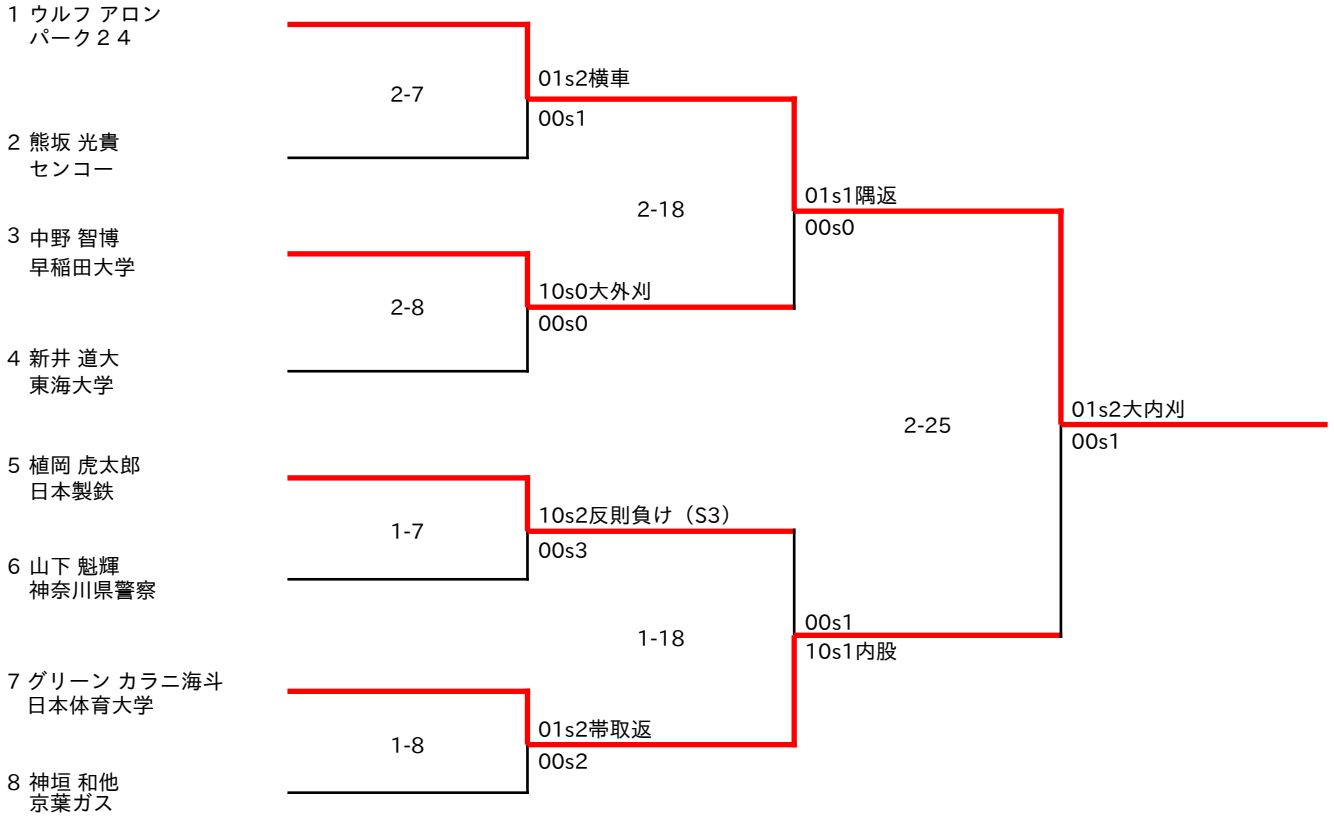 1 ウルフ アロン
パーク２４
01s2横車
2-7
00s1
2 熊坂 光貴
センコー
01s1隅返
2-18
00s0
3 中野 智博
早稲田大学
10s0大外刈
2-8
00s0
4 新井 道大
東海大学
01s2大内刈
2-25
00s1
5 植岡 虎太郎
日本製鉄
10s2反則負け（S3）
1-7
00s3
6 山下 魁輝
神奈川県警察
00s1
1-18
10s1内股
7 グリーン カラニ海斗
日本体育大学
01s2帯取返
1-8
00s2
8 神垣 和他
京葉ガス